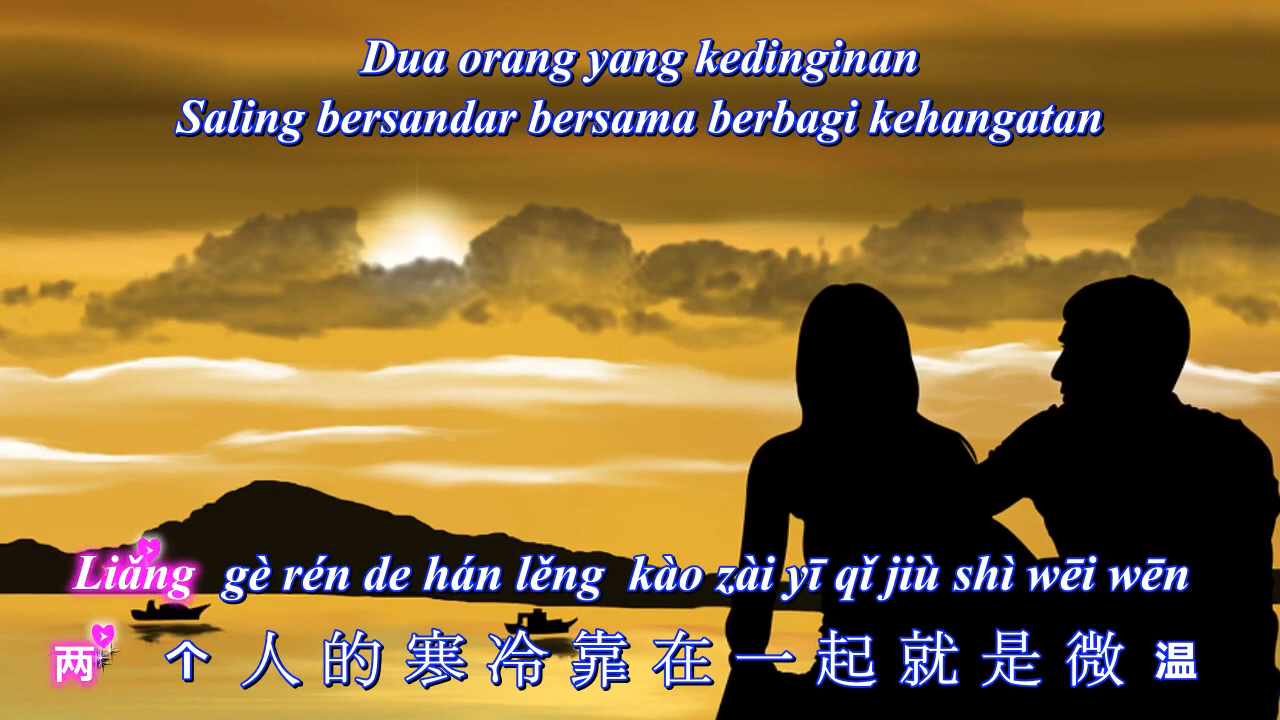 Dua orang yang kedinginan
Saling bersandar bersama berbagi kehangatan
Liǎng gè rén de hán lěng kào zài yī qǐ jiù shì wēi wēn
两个人的寒冷靠在一起就是微温